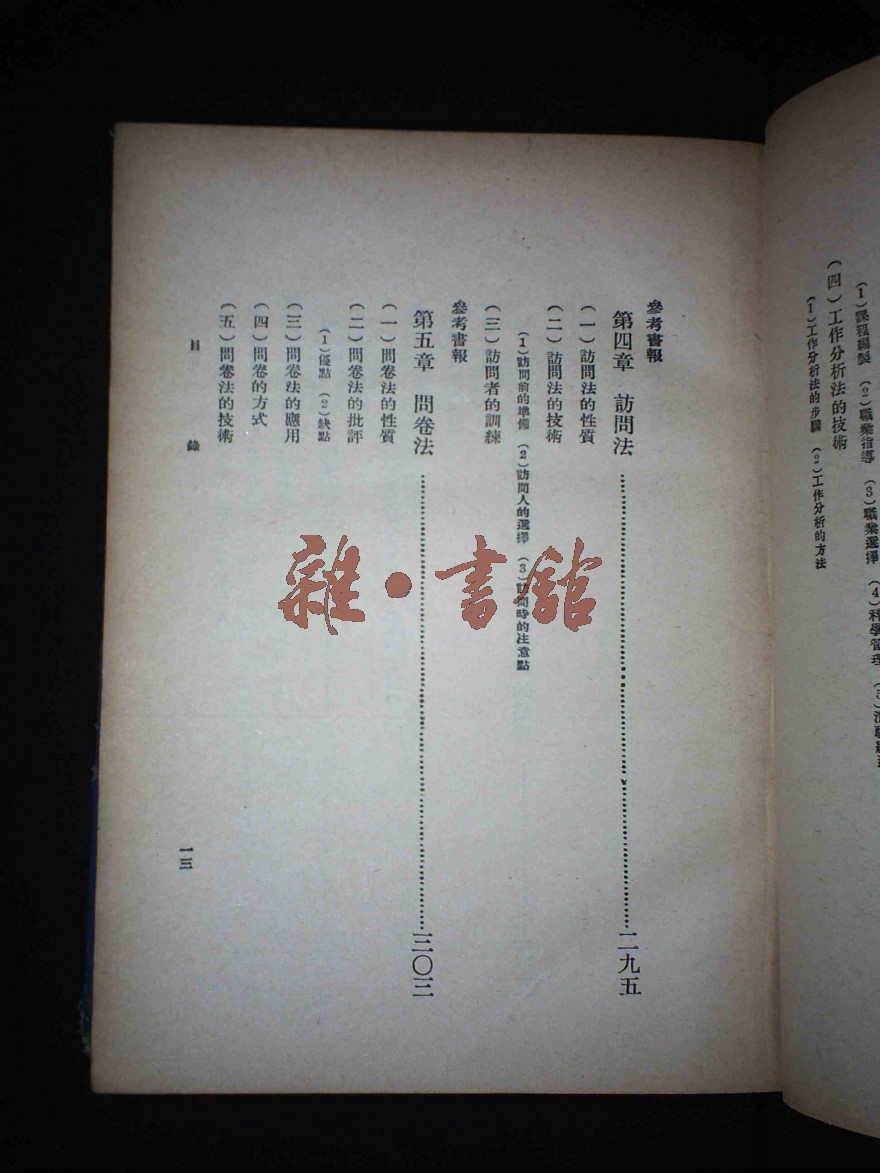 (1)課程編製 (2)職業指導 (3)職業選擇 (4)科學管理
(四)工作分析法的技術
(1)工作分析法的步驟 (2)工作分析的方法
參考書報
第四章 訪問法……二九五
(一)訪問法的性質
(二)訪問法的技術
(1)訪問前的準備 (2)訪問人的選擇 (3)訪問時的注意點
(三)訪問者的訓練
參考書報
第五章 問卷法……三〇三
(一)問卷法的性質
(二)問卷法的批評
(1)優點 (2)缺點
(三)問卷法的應用
(四)問卷的方式
(五)問卷法的技術
目錄
一三
雜·書館